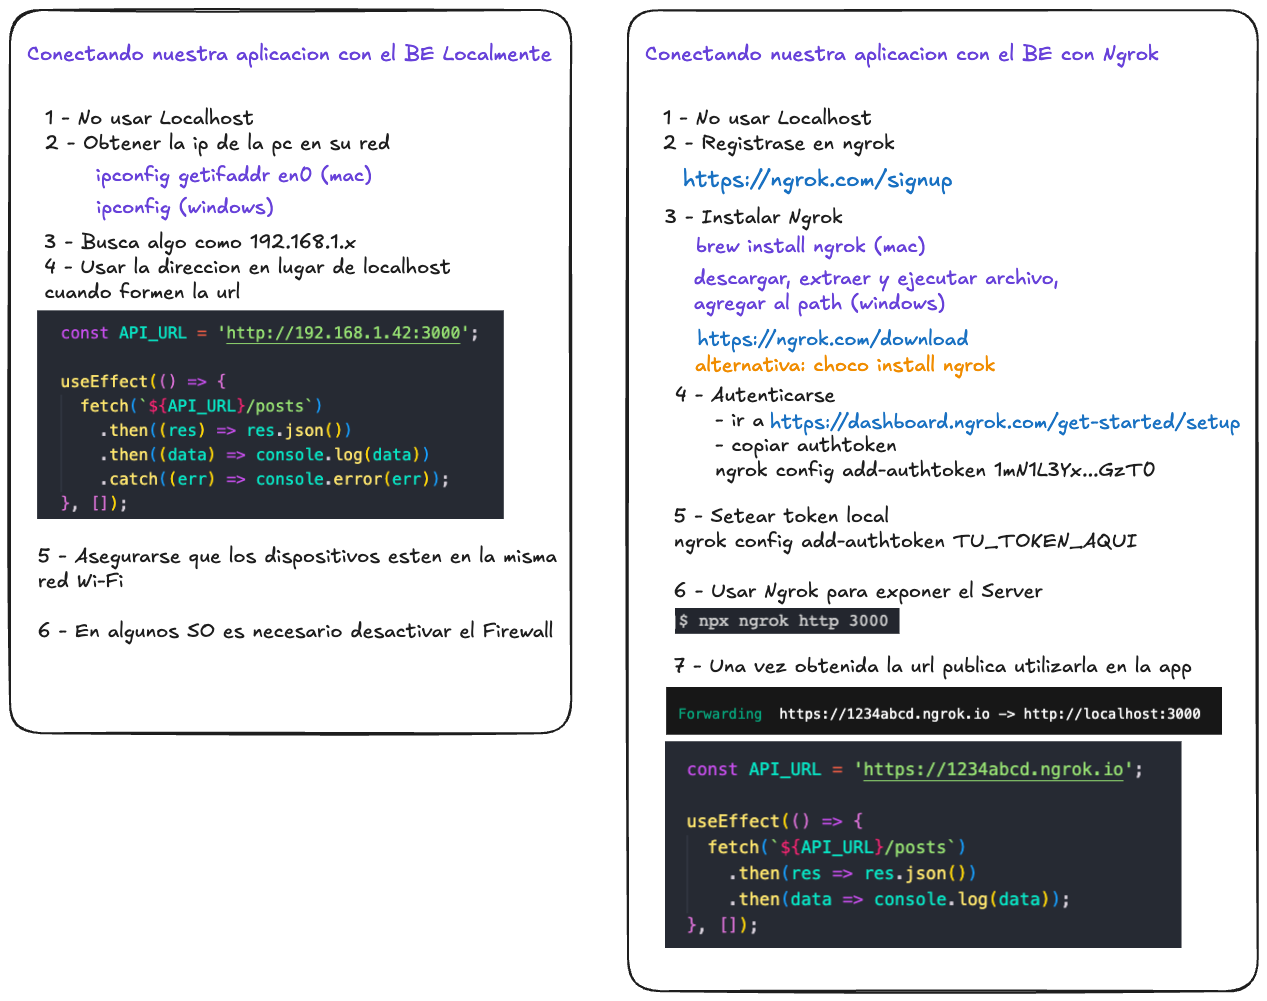 Conectando nuestra aplicacion con el BE Localmente
1 - No usar Localhost
2 - Obtener la ip de la pc en su red
ipconfig getifaddr en0 (mac)
ipconfig (windows)
3 - Busca algo como 192.168.1.x
4 - Usar la direccion en lugar de localhost
cuando formen la url
const API_URL = 'http://192.168.1.42:3000';
useEffect(() => {
  fetch(`${API_URL}/posts`)
    .then((res) => res.json())
    .then((data) => console.log(data))
    .catch((err) => console.error(err));
}, []);
5 - Asegurarse que los dispositivos esten en la misma
red Wi-Fi
6 - En algunos SO es necesario desactivar el Firewall
Conectando nuestra aplicacion con el BE con Ngrok
1 - No usar Localhost
2 - Registrase en ngrok
https://ngrok.com/signup
3 - Instalar Ngrok
brew install ngrok (mac)
descargar, extraer y ejecutar archivo,
agregar al path (windows)
https://ngrok.com/download
alternativa: choco install ngrok
4 - Autenticarse
- ir a https://dashboard.ngrok.com/get-started/setup
- copiar authtoken
ngrok config add-authtoken 1mN1L3Yx...GzT0
5 - Setear token local
ngrok config add-authtoken TU_TOKEN_AQUI
6 - Usar Ngrok para exponer el Server
$ npx ngrok http 3000
7 - Una vez obtenida la url publica utilizarla en la app
Forwarding  https://1234abcd.ngrok.io -> http://localhost:3000
const API_URL = 'https://1234abcd.ngrok.io';
useEffect(() => {
  fetch(`${API_URL}/posts`)
    .then(res => res.json())
    .then(data => console.log(data));
}, []);